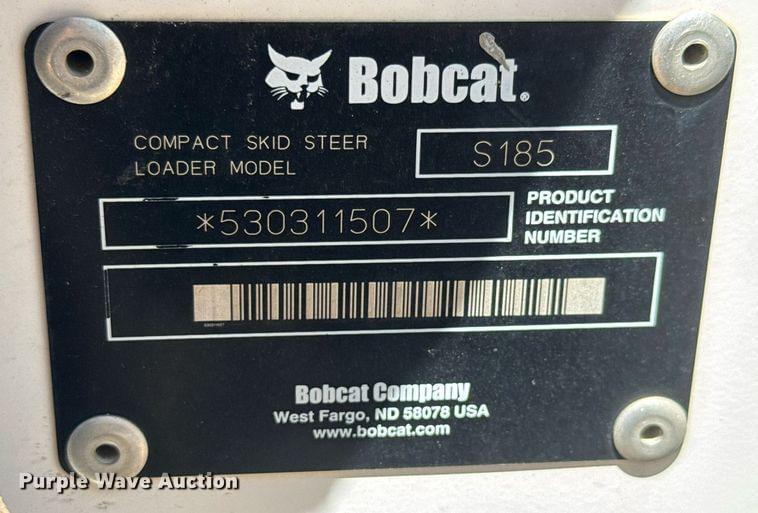 Bobcat®
COMPACT SKID STEER
LOADER MODEL
S185
*530311507*
PRODUCT
IDENTIFICATION
NUMBER
530311507
Bobcat Company
West Fargo, ND 58078 USA
www.bobcat.com
Purple Wave Auction